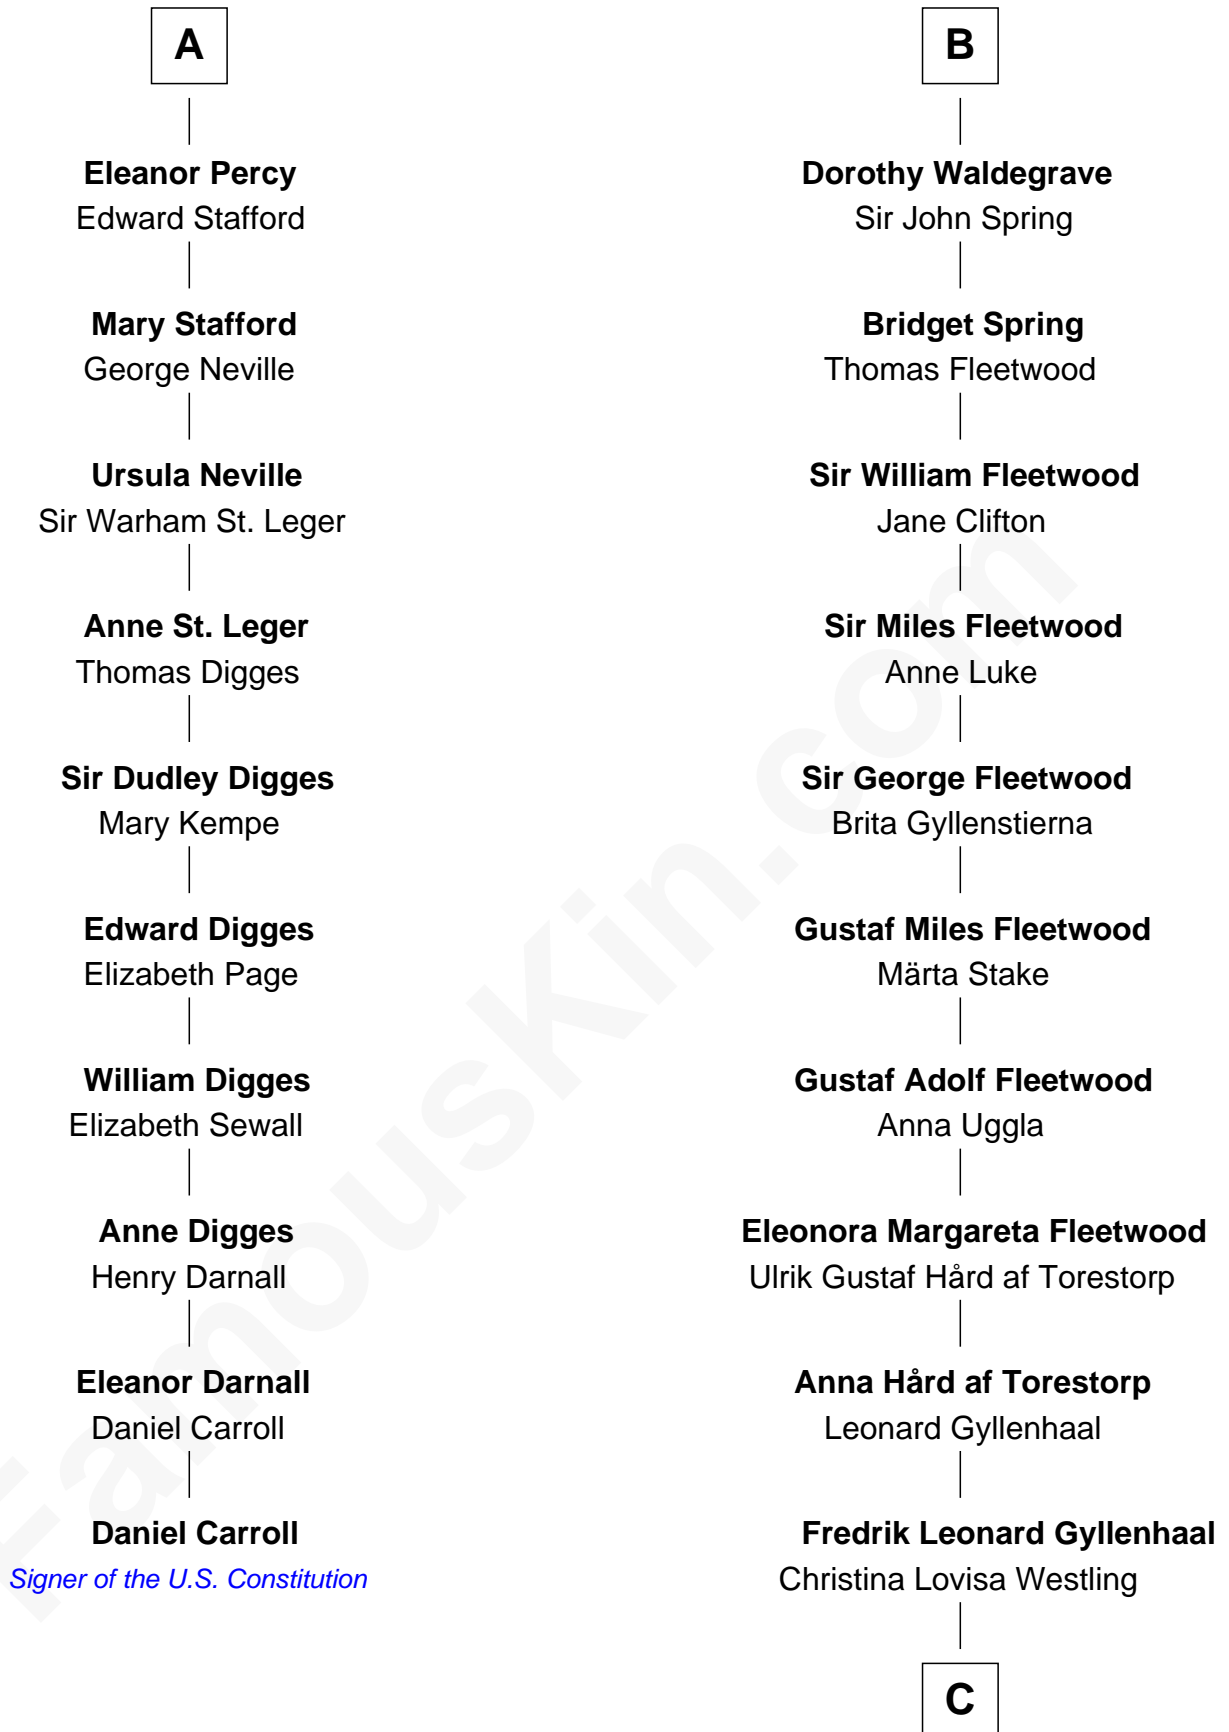 A
Eleanor Percy
Edward Stafford
Mary Stafford
George Neville
Ursula Neville
Sir Warham St. Leger
Anne St. Leger
Thomas Digges
Sir Dudley Digges
Mary Kempe
Edward Digges
Elizabeth Page
William Digges
Elizabeth Sewall
Anne Digges
Henry Darnall
Eleanor Darnall
Daniel Carroll
Daniel Carroll
Signer of the U.S. Constitution
B
Dorothy Waldegrave
Sir John Spring
Bridget Spring
Thomas Fleetwood
Sir William Fleetwood
Jane Clifton
Sir Miles Fleetwood
Anne Luke
Sir George Fleetwood
Brita Gyllenstierna
Gustaf Miles Fleetwood
Märta Stake
Gustaf Adolf Fleetwood
Anna Uggla
Eleonora Margareta Fleetwood
Ulrik Gustaf Hård af Torestorp
Anna Hård af Torestorp
Leonard Gyllenhaal
Fredrik Leonard Gyllenhaal
Christina Lovisa Westling
C
FamousKin.com